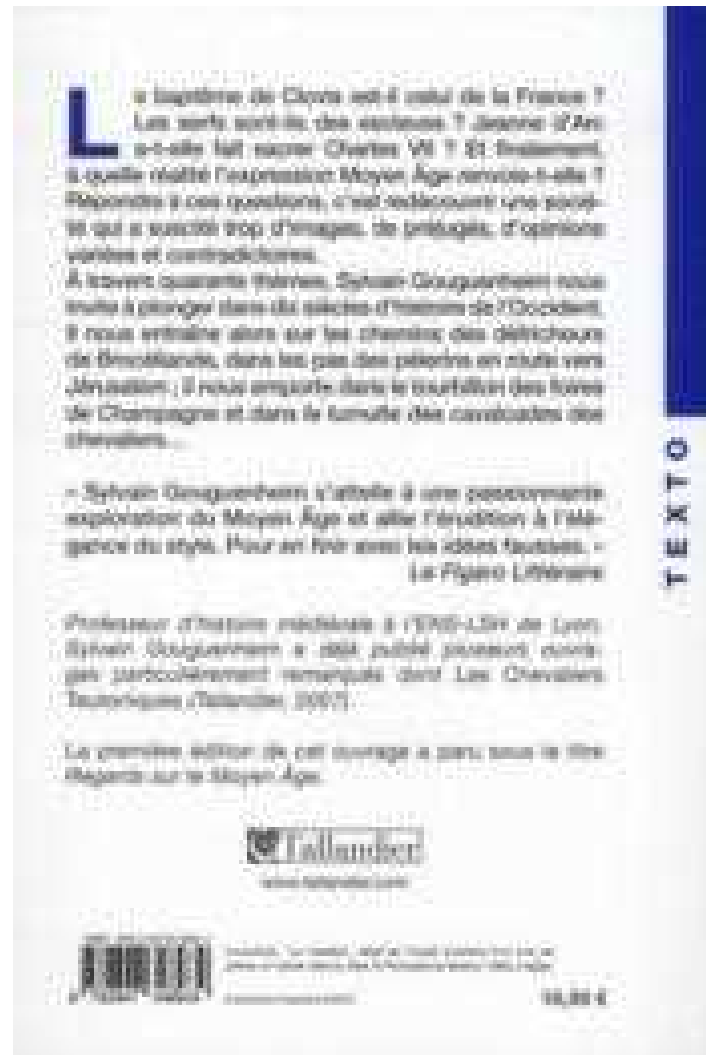 Le baptême de Clovis est-il celui de la France ?
Les serfs sont-ils des esclaves ? Jeanne d'Arc
a-t-elle fait sacrer Charles VII ? Et finalement,
à quelle réalité l'expression Moyen Âge renvoie-t-elle ?
Répondre à ces questions, c'est redécouvrir une socié-
té qui a suscité trop d'images, de préjugés, d'opinions
variées et contradictoires.
À travers quarante thèmes, Sylvain Gouguenheim nous
invite à plonger dans dix siècles d'histoire de l'Occident.
Il nous entraîne alors sur les chemins des défricheurs
de Brocéliande, dans les pas des pèlerins en route vers
Jérusalem ; il nous emporte dans le tourbillon des foires
de Champagne et dans le tumulte des cavalcades des
chevaliers...
« Sylvain Gouguenheim s'attelle à une passionnante
exploration du Moyen Âge et allie l'érudition à l'élé-
gance du style. Pour en finir avec les idées fausses. »
Le Figaro Littéraire
Professeur d'histoire médiévale à l'ENS-LSH de Lyon,
Sylvain Gouguenheim a déjà publié plusieurs ouvra-
ges particulièrement remarqués dont Les Chevaliers
Teutoniques (Tallandier, 2007).
La première édition de cet ouvrage a paru sous le titre
Regards sur le Moyen Âge.
Tallandier
www.tallandier.com
TEXTO